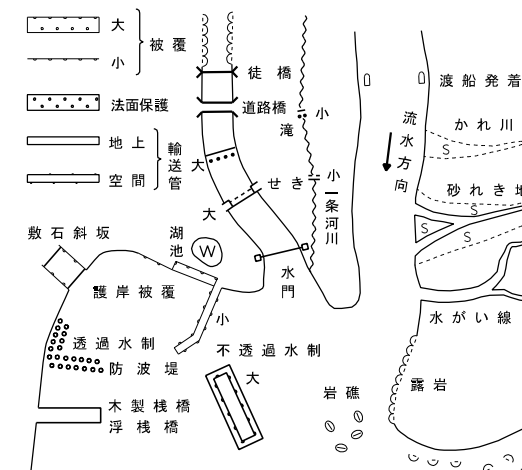 大
被覆
小
法面保護
地上
輸送管
空間
徒橋
道路橋
小
滝
大
せき
小
大
一条河川
流水方向
渡船発着
かれ川
S
砂れき地
S
S
S
敷石斜坂
湖池
W
護岸被覆
水門
小
水がい線
透過水制
防波堤
不透過水制
大
岩礁
露岩
木製桟橋
浮桟橋